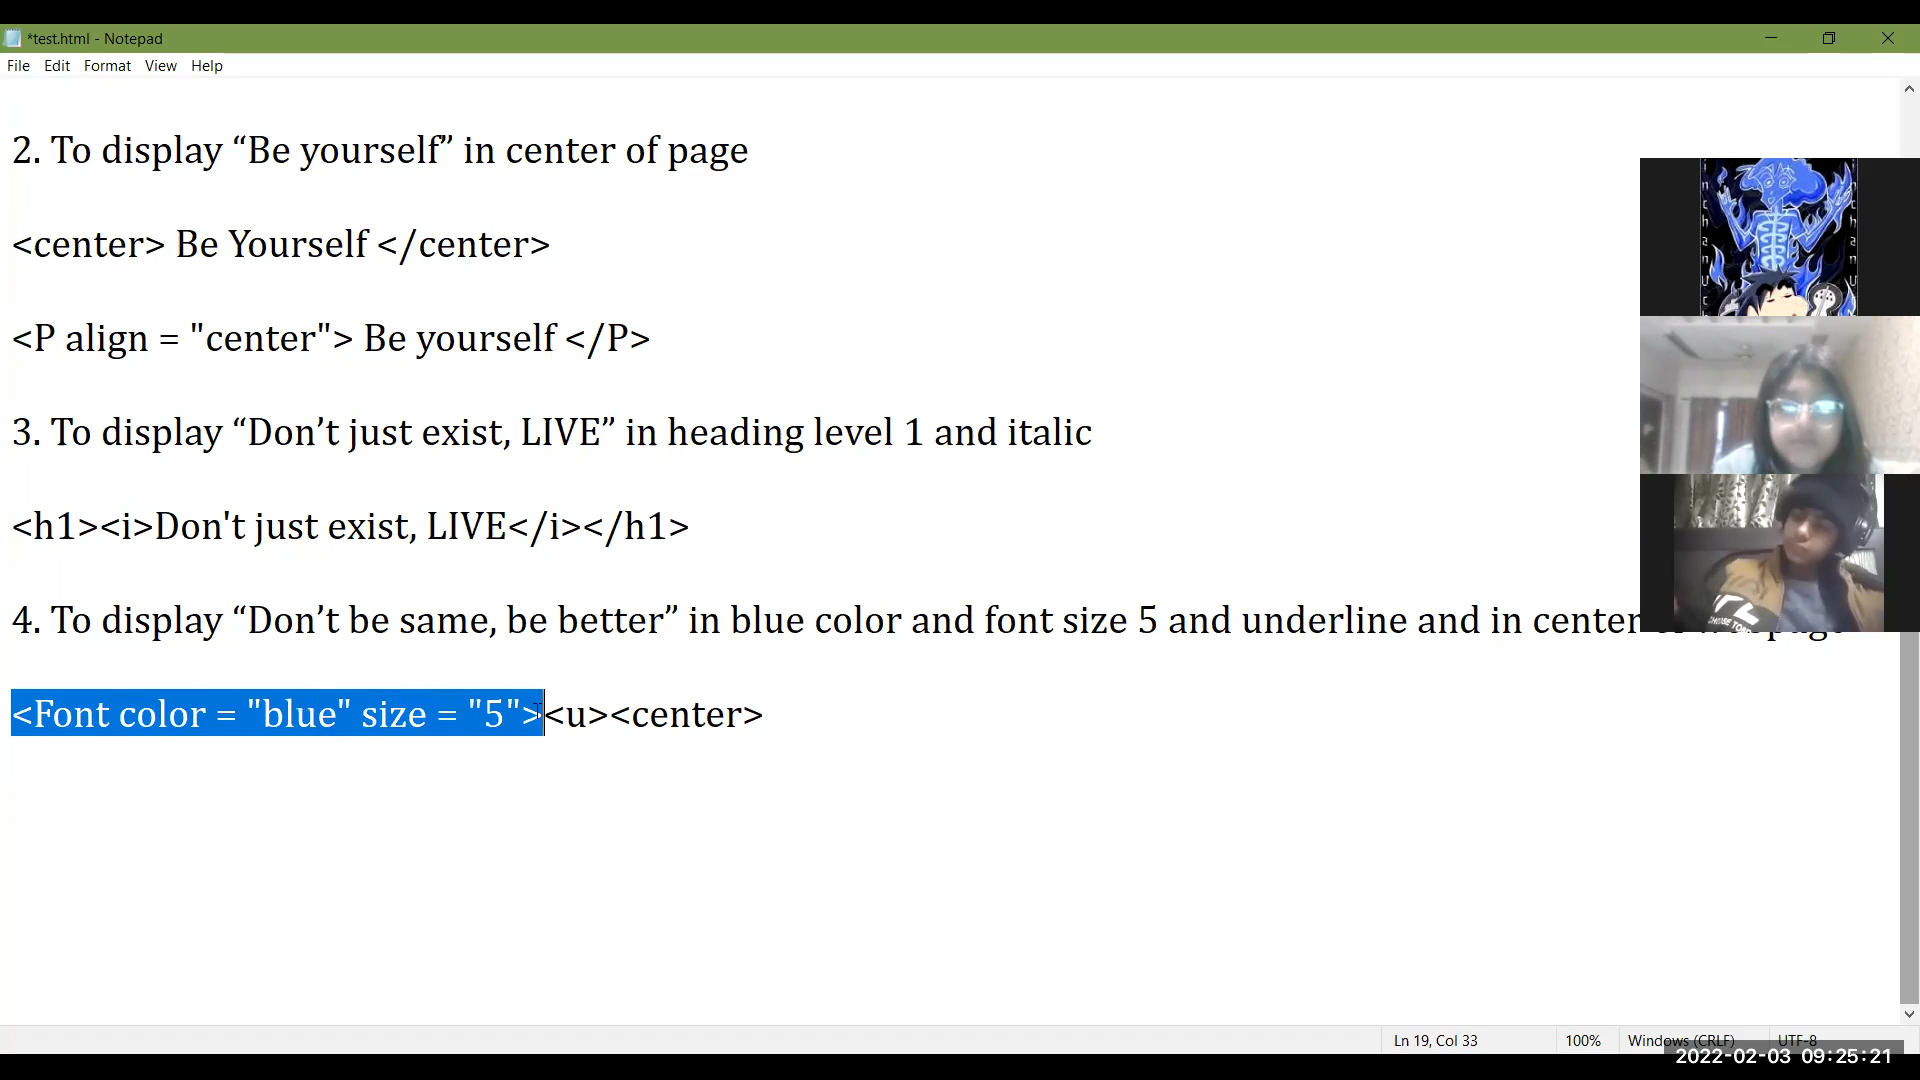 *test.html - Notepad
File Edit Format View Help
2. To display “Be yourself” in center of page
<center> Be Yourself </center>
<P align = "center"> Be yourself </P>
3. To display “Don’t just exist, LIVE” in heading level 1 and italic
<h1><i>Don't just exist, LIVE</i></h1>
4. To display “Don’t be same, be better” in blue color and font size 5 and underline and in center
<Font color = "blue" size = "5"><u><center>
Ln 19, Col 33 100% Windows (CRLF) UTF-8
2022-02-03 09:25:21